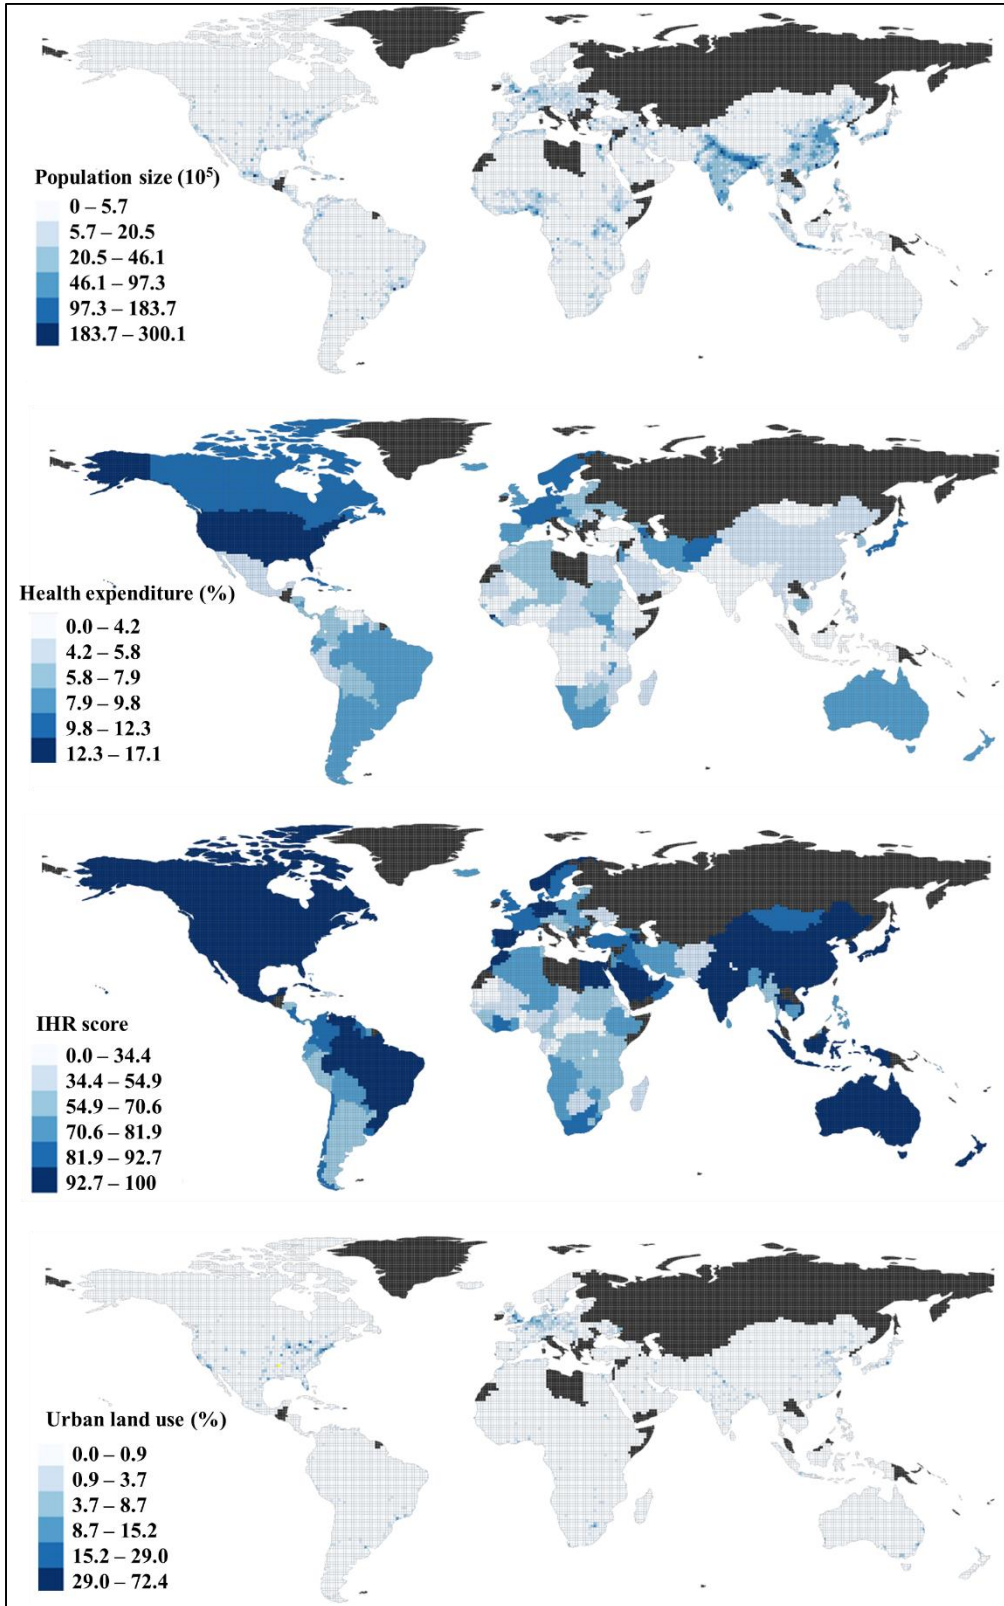 Population size (10⁵)
0 – 5.7
5.7 – 20.5
20.5 – 46.1
46.1 – 97.3
97.3 – 183.7
183.7 – 300.1
Health expenditure (%)
0.0 – 4.2
4.2 – 5.8
5.8 – 7.9
7.9 – 9.8
9.8 – 12.3
12.3 – 17.1
IHR score
0.0 – 34.4
34.4 – 54.9
54.9 – 70.6
70.6 – 81.9
81.9 – 92.7
92.7 – 100
Urban land use (%)
0.0 – 0.9
0.9 – 3.7
3.7 – 8.7
8.7 – 15.2
15.2 – 29.0
29.0 – 72.4